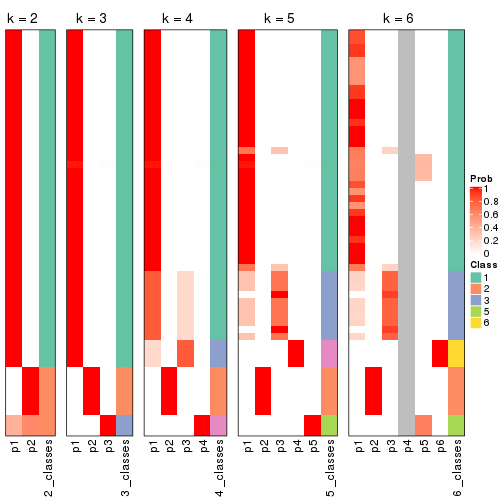 k = 2
k = 3
k = 4
k = 5
k = 6
p1
p2
2_classes
p1
p2
p3
3_classes
p1
p2
p3
p4
4_classes
p1
p2
p3
p4
p5
5_classes
p1
p2
p3
p4
p5
p6
6_classes
Prob
1
0.8
0.6
0.4
0.2
0
Class
1
2
3
5
6